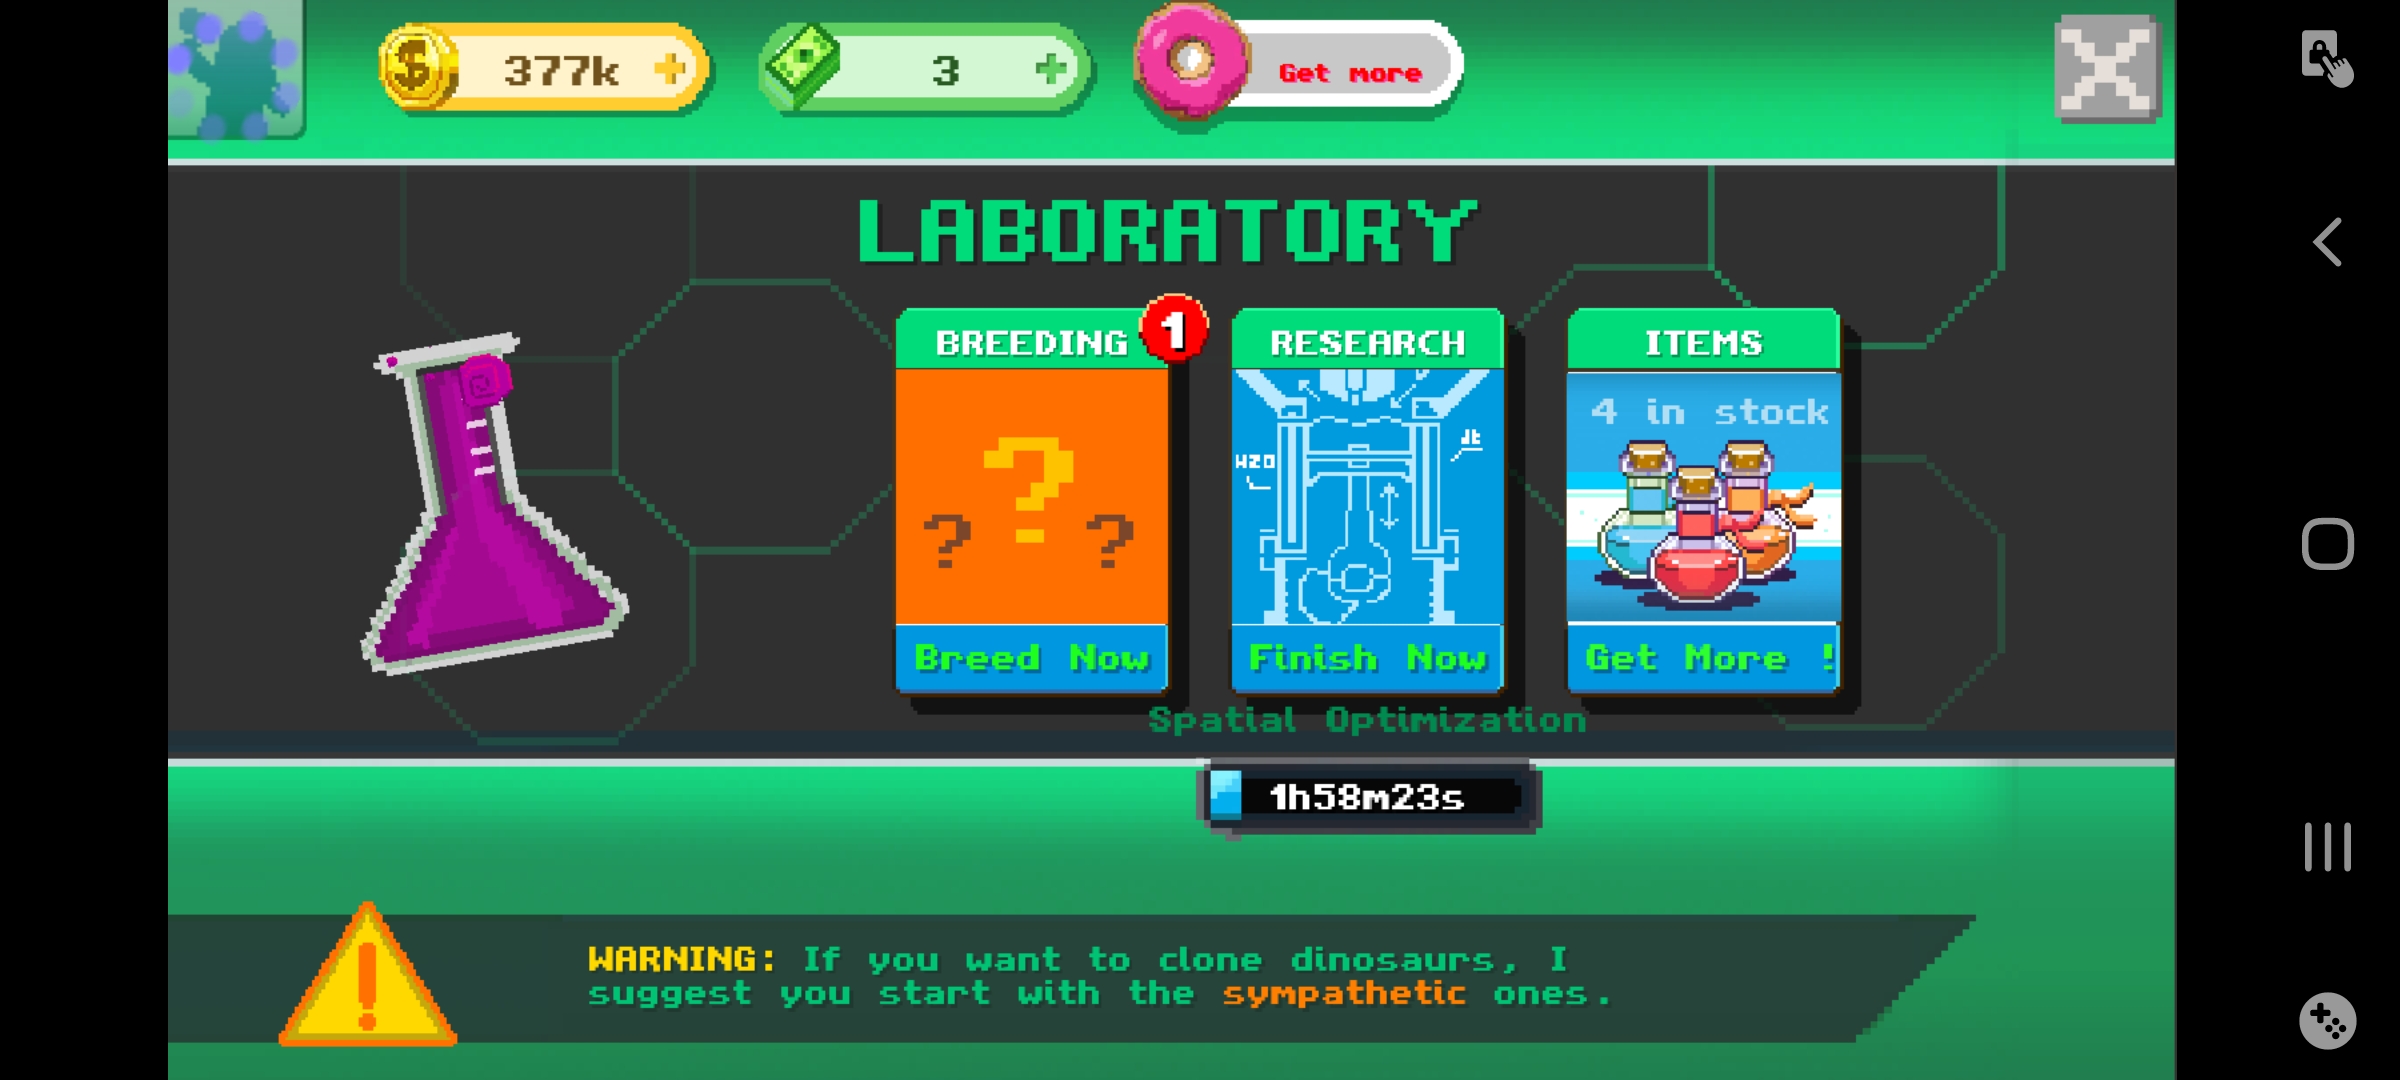 377k
3
Get more
LABORATORY
BREEDING
1
RESEARCH
ITEMS
H2O
dt
4 in stock
Breed Now
Finish Now
Get More !
Spatial Optimization
1h58m23s
WARNING: If you want to clone dinosaurs, I
suggest you start with the sympathetic ones.